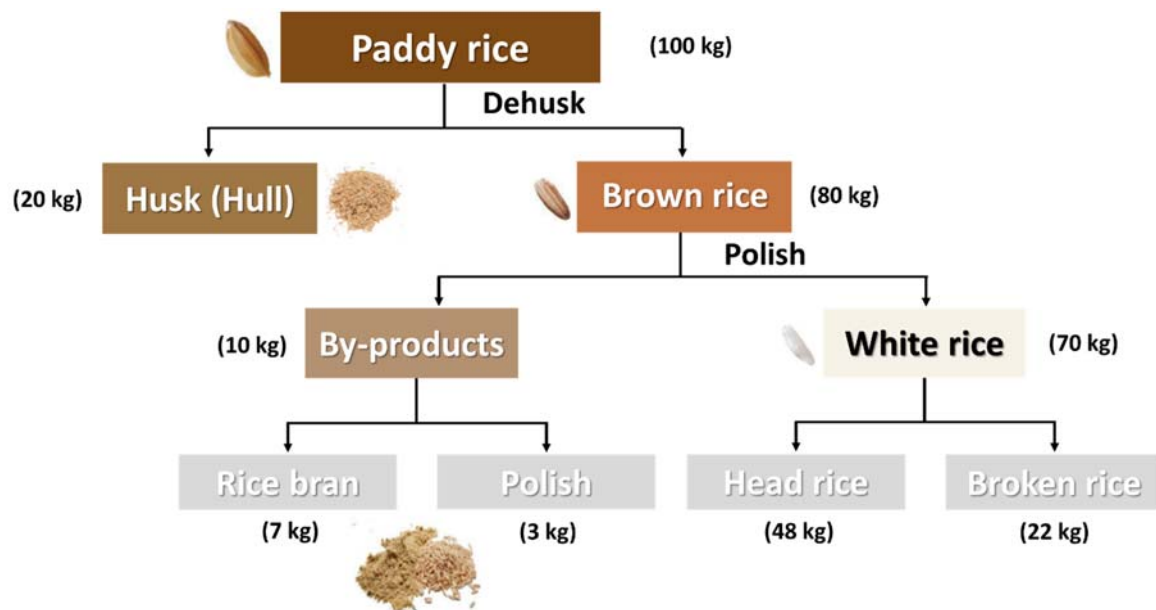 Paddy rice
(100 kg)
Dehusk
(20 kg)
Husk (Hull)
Brown rice
(80 kg)
Polish
(10 kg)
By-products
White rice
(70 kg)
Rice bran
Polish
Head rice
Broken rice
(7 kg)
(3 kg)
(48 kg)
(22 kg)